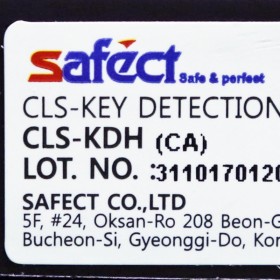 saféct
Safe & perfect
CLS-KEY DETECTION
CLS-KDH (CA)
LOT. NO. :3110170120
SAFECT CO.,LTD
5F, #24, Oksan-Ro 208 Beon-G
Bucheon-Si, Gyeonggi-Do, Kor